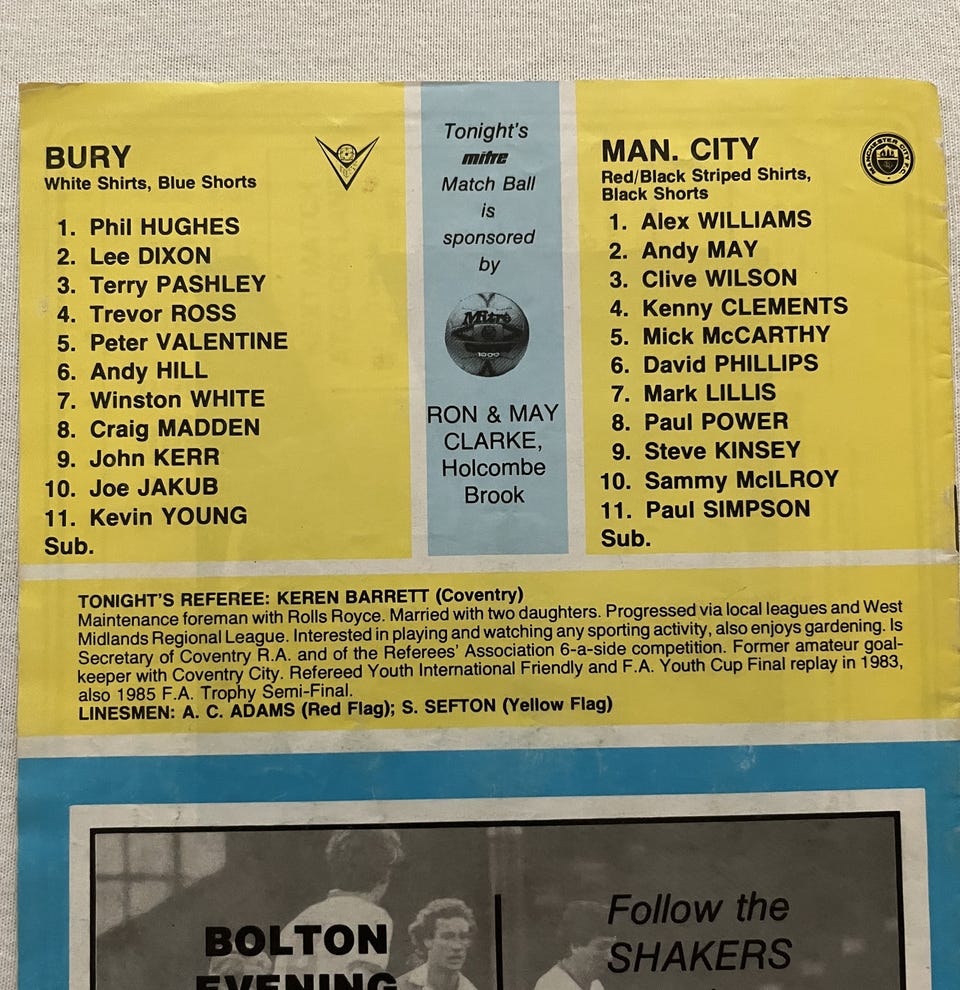 BURY
White Shirts, Blue Shorts
1. Phil HUGHES
2. Lee DIXON
3. Terry PASHLEY
4. Trevor ROSS
5. Peter VALENTINE
6. Andy HILL
7. Winston WHITE
8. Craig MADDEN
9. John KERR
10. Joe JAKUB
11. Kevin YOUNG
Sub.
Tonight's
mitre
Match Ball
is
sponsored
by
Mitre
1000
RON & MAY
CLARKE,
Holcombe
Brook
MAN. CITY
Red/Black Striped Shirts,
Black Shorts
MANCHESTER CITY F.C.
1. Alex WILLIAMS
2. Andy MAY
3. Clive WILSON
4. Kenny CLEMENTS
5. Mick McCARTHY
6. David PHILLIPS
7. Mark LILLIS
8. Paul POWER
9. Steve KINSEY
10. Sammy McILROY
11. Paul SIMPSON
Sub.
TONIGHT'S REFEREE: KEREN BARRETT (Coventry)
Maintenance foreman with Rolls Royce. Married with two daughters. Progressed via local leagues and West
Midlands Regional League. Interested in playing and watching any sporting activity, also enjoys gardening. Is
Secretary of Coventry R.A. and of the Referees' Association 6-a-side competition. Former amateur goal-
keeper with Coventry City. Refereed Youth International Friendly and F.A. Youth Cup Final replay in 1983,
also 1985 F.A. Trophy Semi-Final.
LINESMEN: A. C. ADAMS (Red Flag); S. SEFTON (Yellow Flag)
BOLTON
EVENING
Follow the
SHAKERS